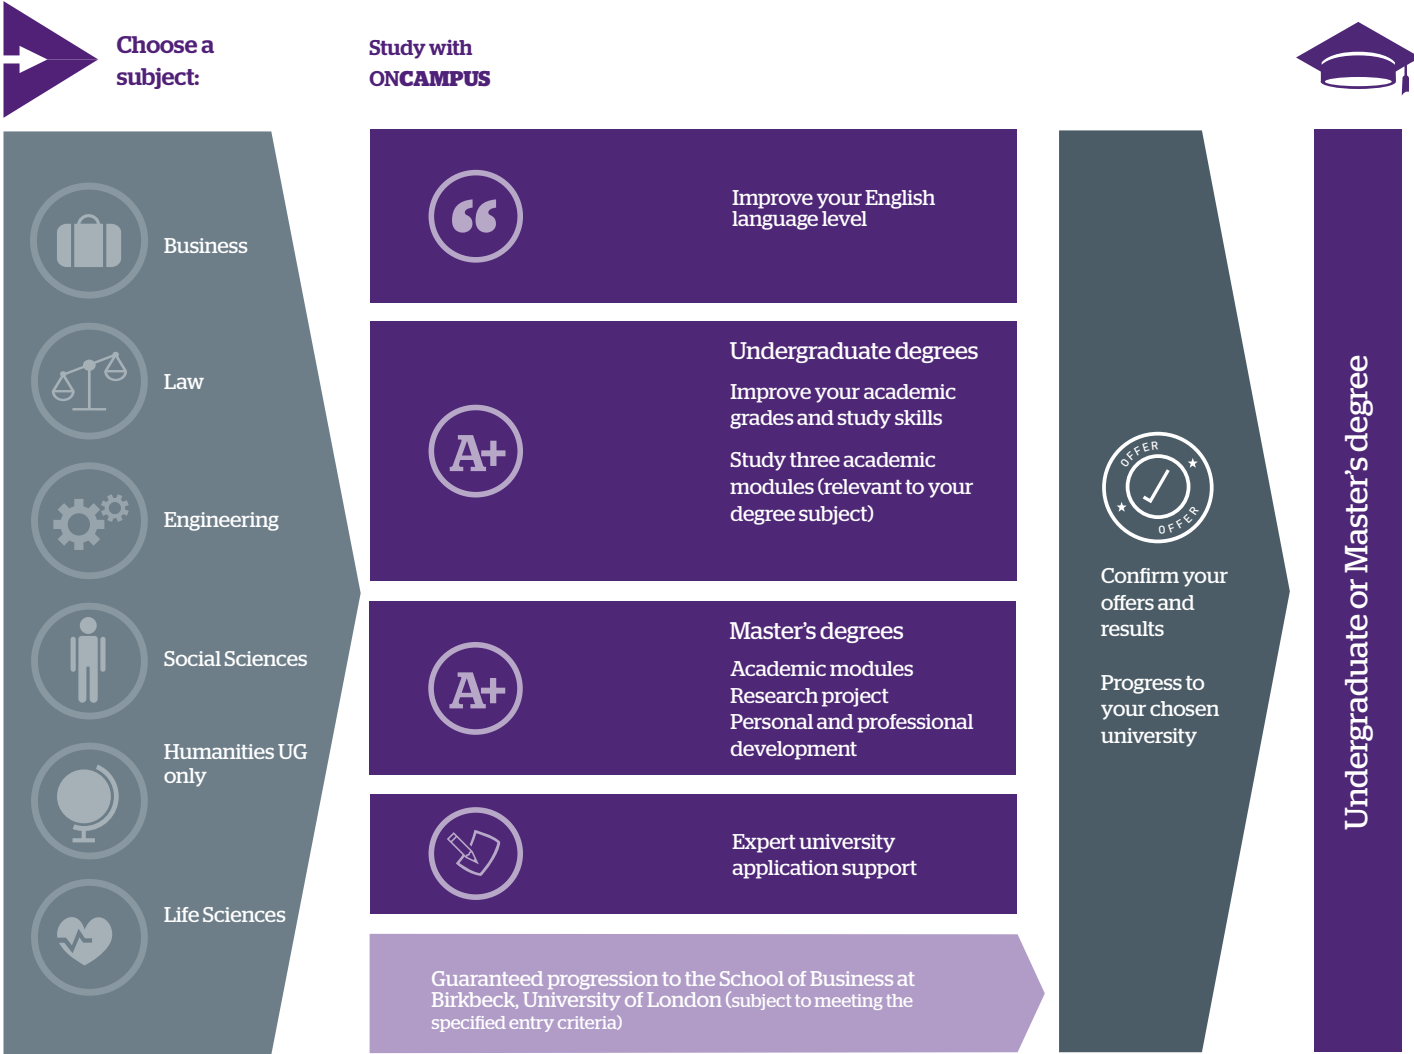 Choose a
subject:
Study with
ONCAMPUS
Business
Law
Engineering
Social Sciences
Humanities UG
only
Life Sciences
“
Improve your English
language level
A+
Undergraduate degrees
Improve your academic
grades and study skills
Study three academic
modules (relevant to your
degree subject)
A+
Master's degrees
Academic modules
Research project
Personal and professional
development
Expert university
application support
Guaranteed progression to the School of Business at
Birkbeck, University of London (subject to meeting the
specified entry criteria)
OFFER
OFFER
Confirm your
offers and
results
Progress to
your chosen
university
Undergraduate or Master's degree